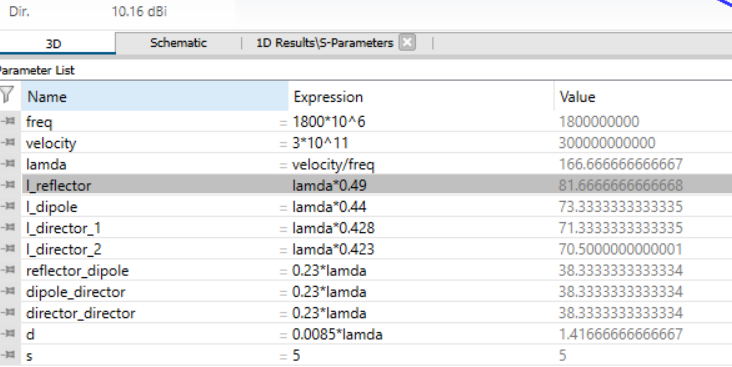 Dir. 10.16 dBi
3D Schematic 1D Results\S-Parameters
Parameter List
Name Expression Value
freq = 1800*10^6 1800000000
velocity = 3*10^11 300000000000
lamda = velocity/freq 166.666666666667
l_reflector lamda*0.49 81.6666666666668
l_dipole = lamda*0.44 73.3333333333335
l_director_1 = lamda*0.428 71.3333333333335
l_director_2 = lamda*0.423 70.5000000000001
reflector_dipole = 0.23*lamda 38.3333333333334
dipole_director = 0.23*lamda 38.3333333333334
director_director = 0.23*lamda 38.3333333333334
d = 0.0085*lamda 1.41666666666667
s = 5 5